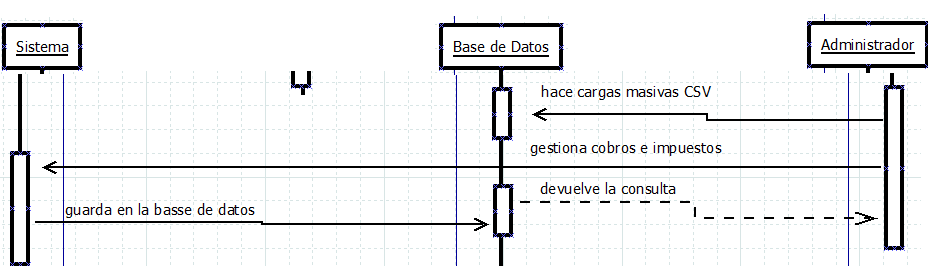 Sistema
Base de Datos
Administrador
hace cargas masivas CSV
gestiona cobros e impuestos
devuelve la consulta
guarda en la basse de datos